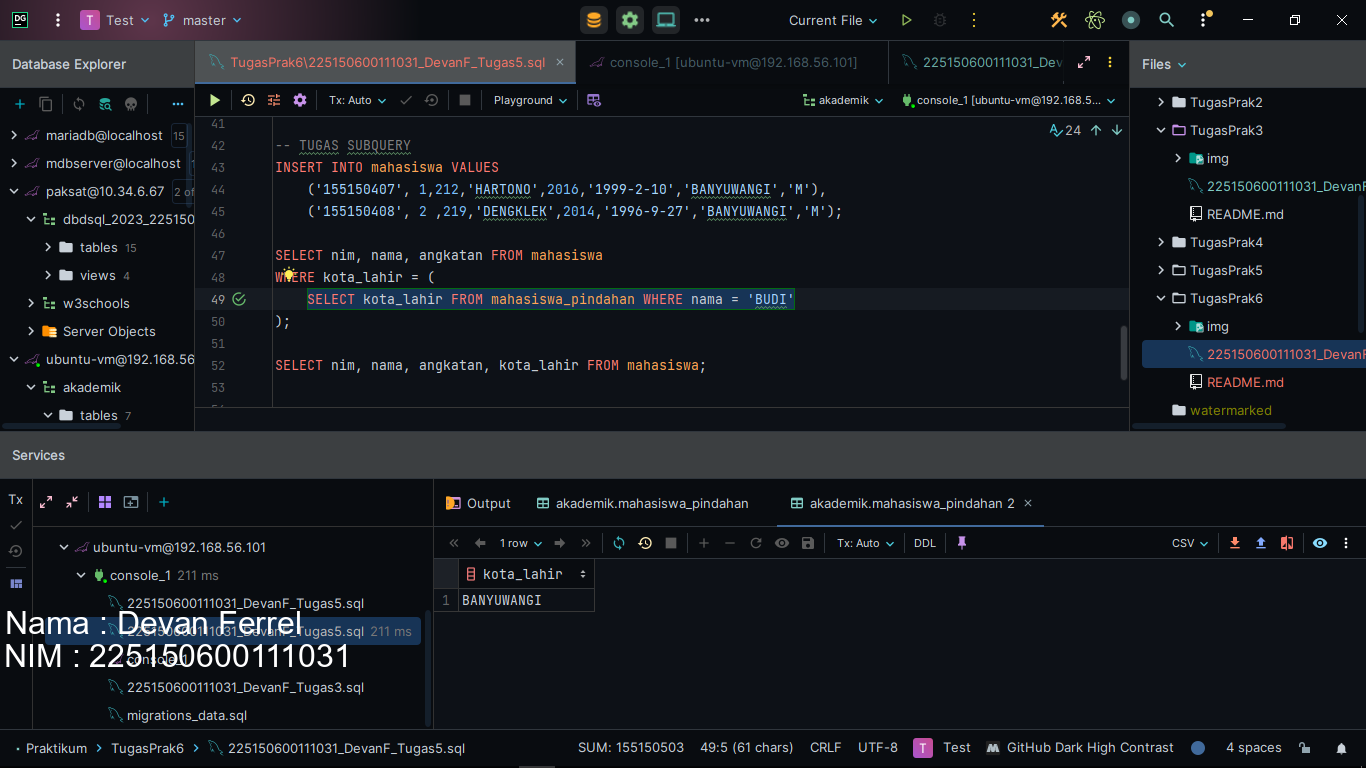 DG
T Test
master
Current File
Database Explorer
TugasPrak6\225150600111031_DevanF_Tugas5.sql
console_1 [ubuntu-vm@192.168.56.101]
225150600111031_Dev
Files
Tx: Auto
Playground
akademik
console_1 [ubuntu-vm@192.168.5...
mariadb@localhost 15
mdbserver@localhost
paksat@10.34.6.67 2 of
dbdsql_2023_225150
tables 15
views 4
w3schools
Server Objects
ubuntu-vm@192.168.56
akademik
tables 7
24
41
42 -- TUGAS SUBQUERY
43 INSERT INTO mahasiswa VALUES
44 ('155150407', 1,212,'HARTONO',2016,'1999-2-10','BANYUWANGI','M'),
45 ('155150408', 2 ,219,'DENGKLEK',2014,'1996-9-27','BANYUWANGI','M');
46
47 SELECT nim, nama, angkatan FROM mahasiswa
48 WHERE kota_lahir = (
49 SELECT kota_lahir FROM mahasiswa_pindahan WHERE nama = 'BUDI'
50 );
51
52 SELECT nim, nama, angkatan, kota_lahir FROM mahasiswa;
53
TugasPrak2
TugasPrak3
img
225150600111031_DevanF
README.md
TugasPrak4
TugasPrak5
TugasPrak6
img
225150600111031_DevanF
README.md
watermarked
Services
Tx
Output
akademik.mahasiswa_pindahan
akademik.mahasiswa_pindahan 2
1 row
Tx: Auto
DDL
CSV
ubuntu-vm@192.168.56.101
console_1 211 ms
225150600111031_DevanF_Tugas5.sql
225150600111031_DevanF_Tugas5.sql 211 ms
console_1
225150600111031_DevanF_Tugas3.sql
migrations_data.sql
Nama : Devan Ferrel
NIM : 225150600111031
kota_lahir
1 BANYUWANGI
Praktikum
TugasPrak6
225150600111031_DevanF_Tugas5.sql
SUM: 155150503
49:5 (61 chars)
CRLF
UTF-8
T Test
GitHub Dark High Contrast
4 spaces